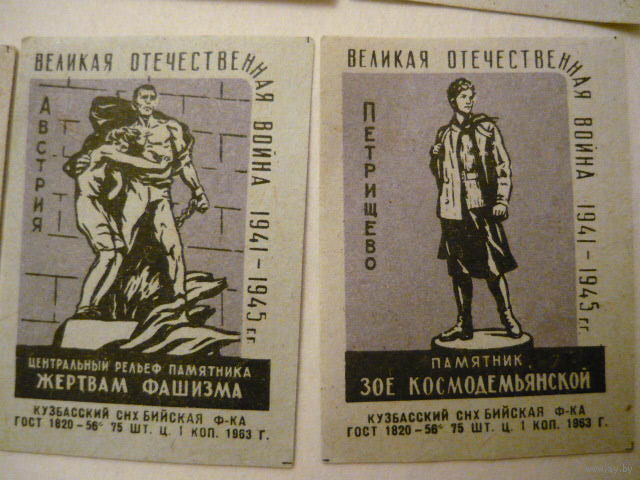 ВЕЛИКАЯ ОТЕЧЕСТВЕННАЯ ВОЙНА 1941-1945 гг
АВСТРИЯ
ЦЕНТРАЛЬНЫЙ РЕЛЬЕФ ПАМЯТНИКА
ЖЕРТВАМ ФАШИЗМА
КУЗБАССКИЙ СНХ БИЙСКАЯ Ф-КА
ГОСТ 1820-56* 75 ШТ. Ц. 1 КОП. 1963 Г.
ВЕЛИКАЯ ОТЕЧЕСТВЕННАЯ ВОЙНА 1941-1945 гг
ПЕТРИЩЕВО
ПАМЯТНИК
ЗОЕ КОСМОДЕМЬЯНСКОЙ
КУЗБАССКИЙ СНХ БИЙСКАЯ Ф-КА
ГОСТ 1820-56* 75 ШТ. Ц. 1 КОП. 1963 Г.